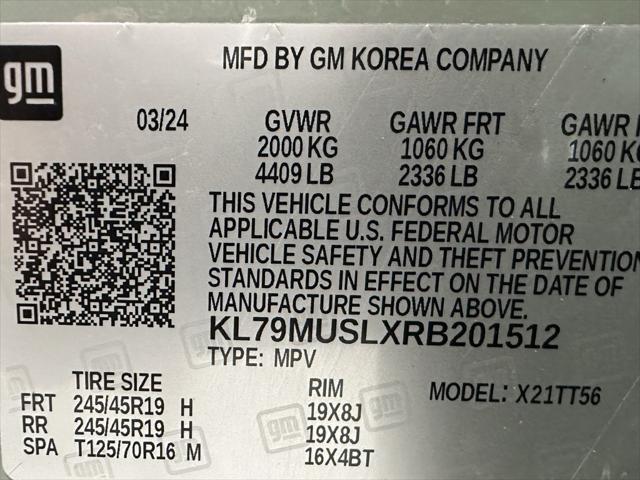 gm
MFD BY GM KOREA COMPANY
03/24 GVWR GAWR FRT GAWR
2000 KG 1060 KG 1060 KG
4409 LB 2336 LB 2336 LB
THIS VEHICLE CONFORMS TO ALL
APPLICABLE U.S. FEDERAL MOTOR
VEHICLE SAFETY AND THEFT PREVENTION
STANDARDS IN EFFECT ON THE DATE OF
MANUFACTURE SHOWN ABOVE.
KL79MUSLXRB201512
TYPE: MPV
TIRE SIZE RIM MODEL: X21TT56
FRT 245/45R19 H 19X8J
RR 245/45R19 H 19X8J
SPA T125/70R16 M 16X4BT